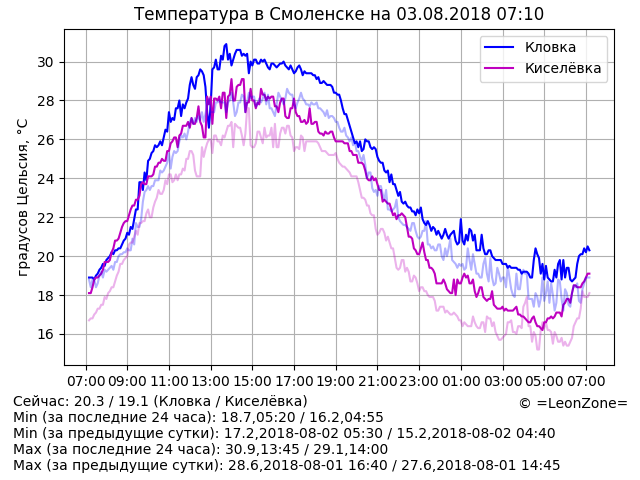 Температура в Смоленске на 03.08.2018 07:10
Кловка
Киселёвка
градусов Цельсия, °C
30
28
26
24
22
20
18
16
07:00 09:00 11:00 13:00 15:00 17:00 19:00 21:00 23:00 01:00 03:00 05:00 07:00
Сейчас: 20.3 / 19.1 (Кловка / Киселёвка)
© =LeonZone=
Min (за последние 24 часа): 18.7,05:20 / 16.2,04:55
Min (за предыдущие сутки): 17.2,2018-08-02 05:30 / 15.2,2018-08-02 04:40
Max (за последние 24 часа): 30.9,13:45 / 29.1,14:00
Max (за предыдущие сутки): 28.6,2018-08-01 16:40 / 27.6,2018-08-01 14:45